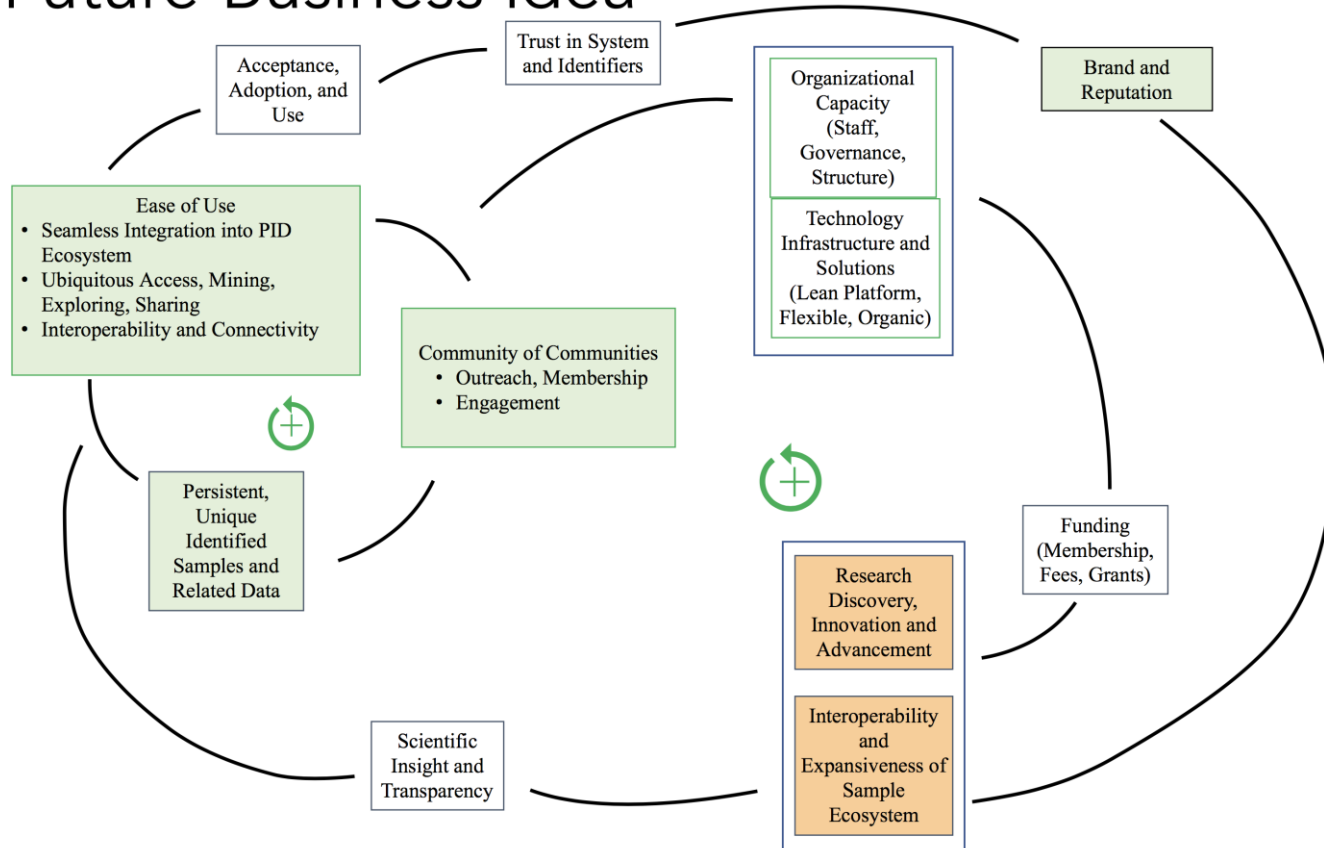 Future Business Idea
Trust in System
and Identifiers
Acceptance,
Adoption, and
Use
Organizational
Capacity
(Staff,
Governance,
Structure)
Technology
Infrastructure and
Solutions
(Lean Platform,
Flexible, Organic)
Brand and
Reputation
Ease of Use
• Seamless Integration into PID
Ecosystem
• Ubiquitous Access, Mining,
Exploring, Sharing
• Interoperability and Connectivity
Community of Communities
• Outreach, Membership
• Engagement
Persistent,
Unique
Identified
Samples and
Related Data
Funding
(Membership,
Fees, Grants)
Research
Discovery,
Innovation and
Advancement
Interoperability
and
Expansiveness of
Sample
Ecosystem
Scientific
Insight and
Transparency